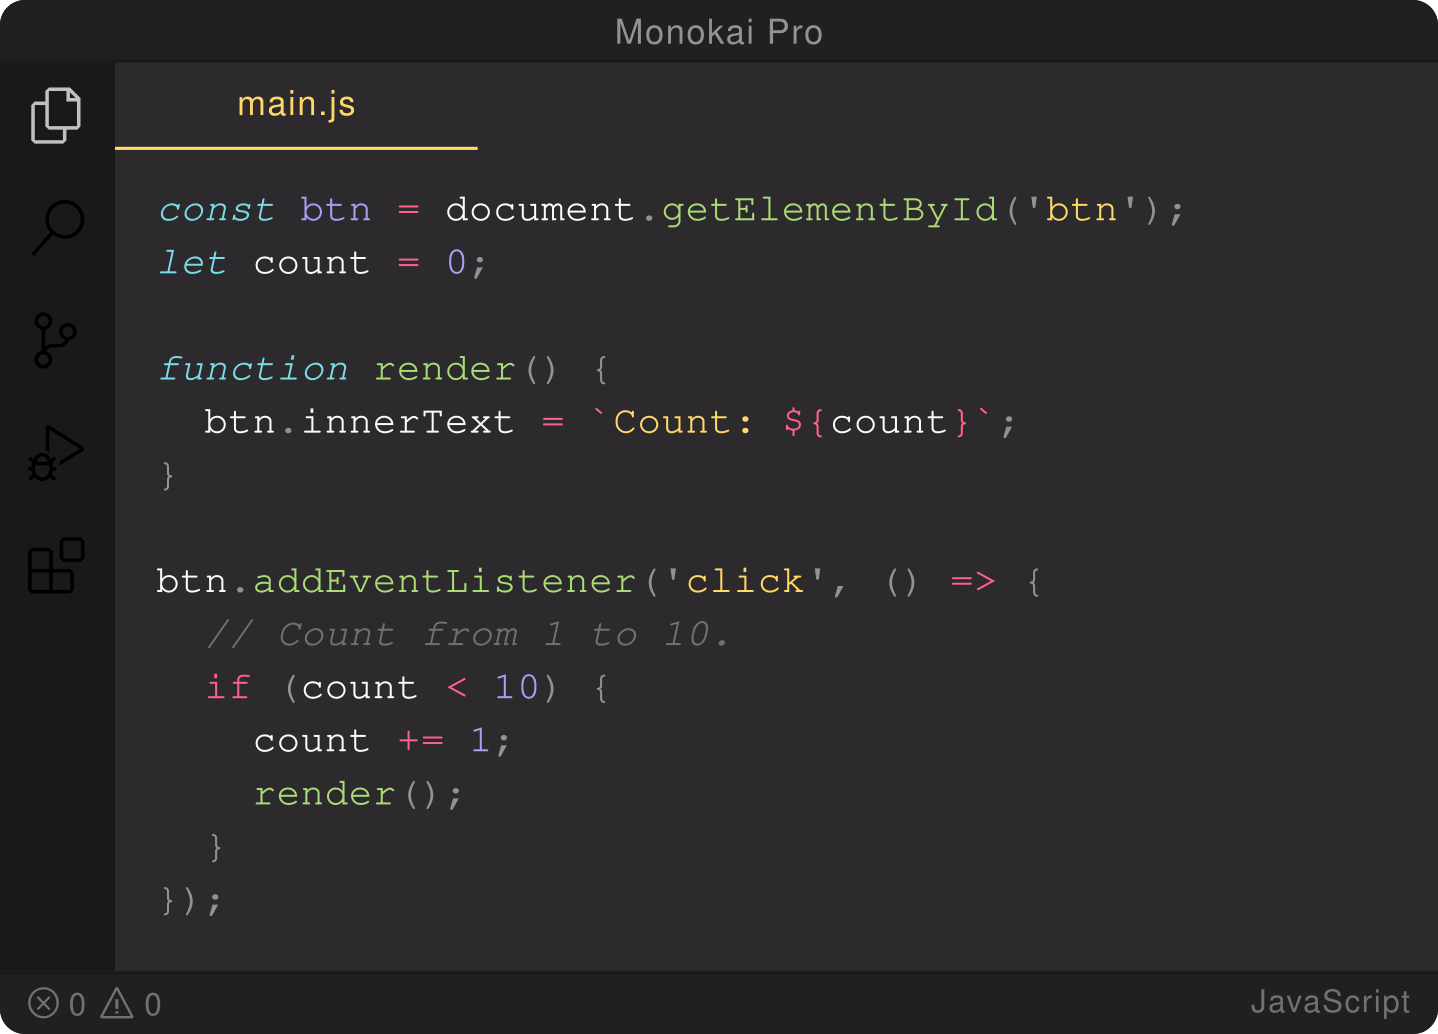 Monokai Pro
main.js
const btn = document.getElementById('btn');
let count = 0;
function render() {
  btn.innerText = `Count: ${count}`;
}
btn.addEventListener('click', () => {
  // Count from 1 to 10.
  if (count < 10) {
    count += 1;
    render();
  }
});
0 0 JavaScript